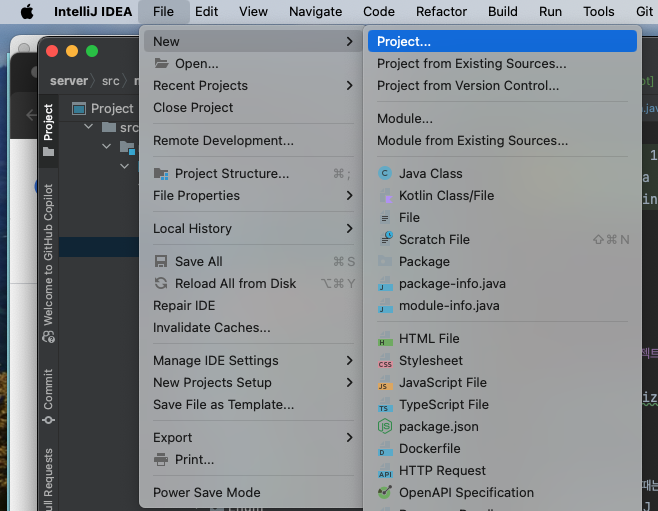 IntelliJ IDEA File Edit View Navigate Code Refactor Build Run Tools Git
server › src ›
Project
src
Project
Welcome to GitHub Copilot
Commit
ull Requests
New
Open...
Recent Projects
Close Project
Remote Development...
Project Structure... ⌘ ;
File Properties
Local History
Save All ⌘ S
Reload All from Disk ⌥⌘ Y
Repair IDE
Invalidate Caches...
Manage IDE Settings
New Projects Setup
Save File as Template...
Export
Print...
Power Save Mode
Project...
Project from Existing Sources...
Project from Version Control...
Module...
Module from Existing Sources...
Java Class
Kotlin Class/File
File
Scratch File ⇧⌘ N
Package
package-info.java
module-info.java
HTML File
Stylesheet
JavaScript File
TypeScript File
package.json
Dockerfile
HTTP Request
OpenAPI Specification